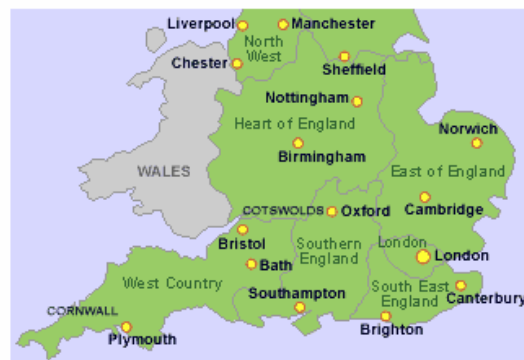 Liverpool
Manchester
North
West
Chester
Sheffield
Nottingham
Heart of England
Norwich
Birmingham
WALES
East of England
COTSWOLDS
Oxford
Cambridge
Bristol
Southern
England
London
London
Bath
West Country
Southampton
South East
England
Canterbury
CORNWALL
Plymouth
Brighton